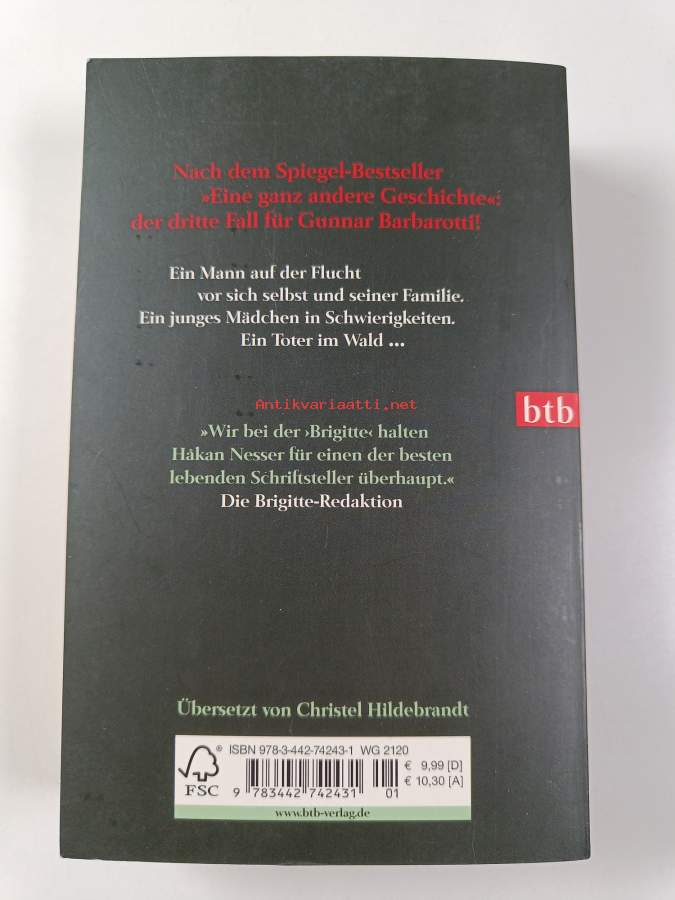 Nach dem Spiegel-Bestseller
»Eine ganz andere Geschichte«:
der dritte Fall für Gunnar Barbarotti!
Ein Mann auf der Flucht
vor sich selbst und seiner Familie.
Ein junges Mädchen in Schwierigkeiten.
Ein Toter im Wald ...
Antikvariaatti.net
btb
»Wir bei der ›Brigitte‹ halten
Håkan Nesser für einen der besten
lebenden Schriftsteller überhaupt.«
Die Brigitte-Redaktion
Übersetzt von Christel Hildebrandt
ISBN 978-3-442-74243-1 WG 2120
€ 9,99 [D]
€ 10,30 [A]
® FSC
9 783442 742431 01
www.btb-verlag.de